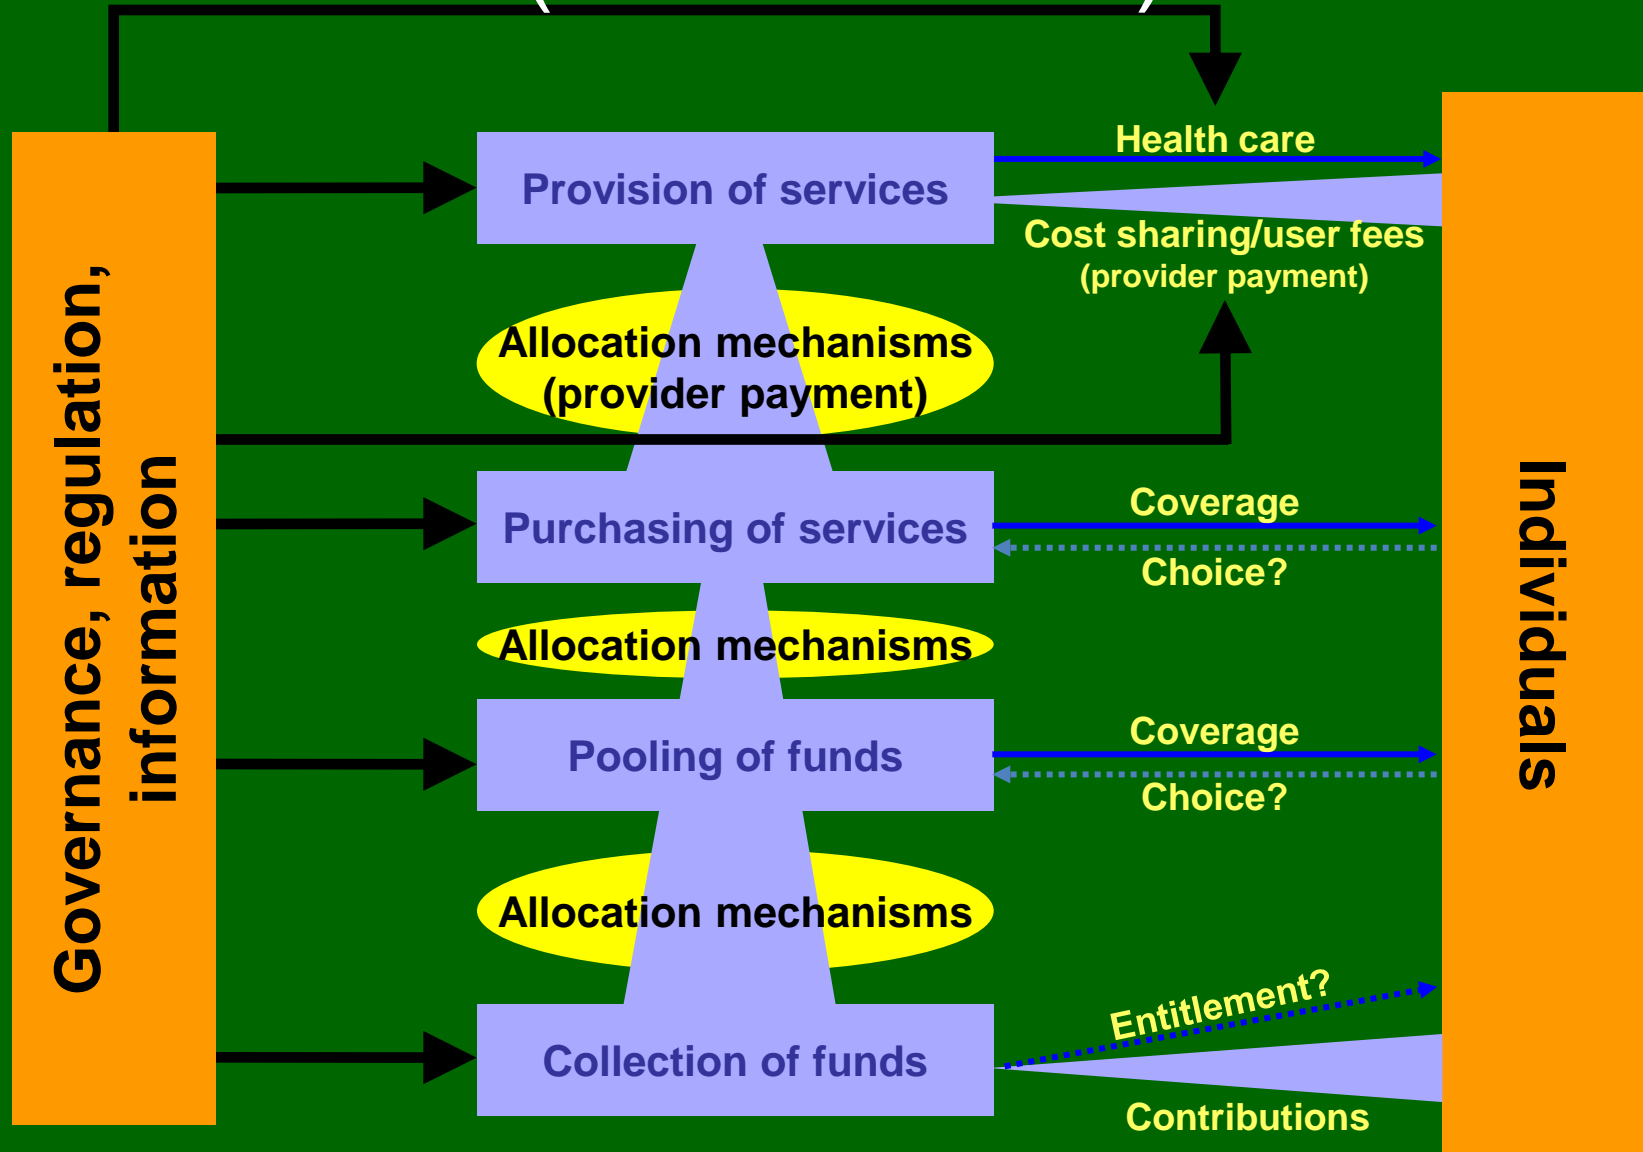 ( )
Governance, regulation,
information
Provision of services
Health care
Cost sharing/user fees
(provider payment)
Allocation mechanisms
(provider payment)
Purchasing of services
Coverage
Choice?
Allocation mechanisms
Pooling of funds
Coverage
Choice?
Allocation mechanisms
Collection of funds
Entitlement?
Contributions
Individuals